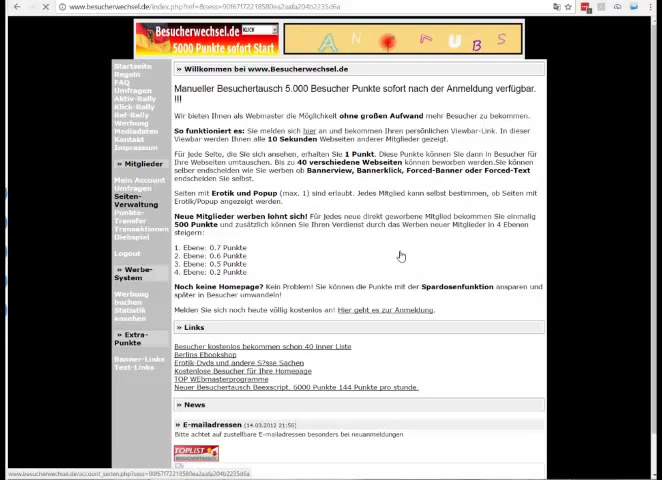 www.besucherwechsel.de/index.php?ref=&sess=90f67f72218580ea2aafa204b2235d6a
Besucherwechsel.de
KLICK
5000 Punkte sofort Start
A N U B S
Startseite
Regeln
FAQ
Umfragen
Aktiv-Rally
Klick-Rally
Ref-Rally
Werbung
Mediadaten
Kontakt
Impressum
» Mitglieder
Mein Account
Umfragen
Seiten-
Verwaltung
Punkte-
Transfer
Transaktionen
Logout
» Werbe-
System
Werbung
buchen
Statistik
ansehen
» Extra-
Punkte
Banner-Links
Text-Links
» Willkommen bei www.Besucherwechsel.de
Manueller Besuchertausch 5.000 Besucher Punkte sofort nach der Anmeldung verfügbar.
!!!
Wir bieten Ihnen als Webmaster die Möglichkeit ohne großen Aufwand mehr Besucher zu bekommen.
So funktioniert es: Sie melden sich hier an und bekommen Ihren persönlichen Viewbar-Link. In dieser
Viewbar werden Ihnen alle 10 Sekunden Webseiten anderer Mitglieder gezeigt.
Für jede Seite, die Sie sich ansehen, erhalten Sie 1 Punkt. Diese Punkte können Sie dann in Besucher für
Ihre Webseiten umtauschen. Bis zu 40 verschiedene Webseiten können beworben werden.Sie können
selber endscheiden wie Sie werben ob Bannerview, Bannerklick, Forced-Banner oder Forced-Text
endscheiden Sie selbst.
Seiten mit Erotik und Popup (max. 1) sind erlaubt. Jedes Mitglied kann selbst bestimmen, ob Seiten mit
Erotik/Popup angezeigt werden.
Neue Mitglieder werben lohnt sich! Für jedes neue direkt geworbene Mitglied bekommen Sie einmalig
500 Punkte und zusätzlich können Sie Ihren Verdienst durch das Werben neuer Mitglieder in 4 Ebenen
steigern:
1. Ebene: 0.7 Punkte
2. Ebene: 0.6 Punkte
3. Ebene: 0.5 Punkte
4. Ebene: 0.2 Punkte
Noch keine Homepage? Kein Problem! Sie können die Punkte mit der Spardosenfunktion ansparen und
später in Besucher umwandeln!
Melden Sie sich noch heute völlig kostenlos an! Hier geht es zur Anmeldung.
» Links
Besucher kostenlos bekommen schon 40 inner Liste
Berlins Ebookshop
Erotik-Dvds und andere S?sse Sachen
Kostenlose Besucher für Ihre Homepage
TOP WEbmasterprogramme
Neuer Besuchertausch Beexscript. 6000 Punkte 144 Punkte pro stunde.
» News
» E-mailadressen (14.03.2012 21:56)
Bitte achtet auf zustellbare E-mailadressen besonders bei neuanmeldungen
TOPLIST
www.besucherwechsel.de/account_seiten.php?sess=90f67f72218580ea2aafa204b2235d6a